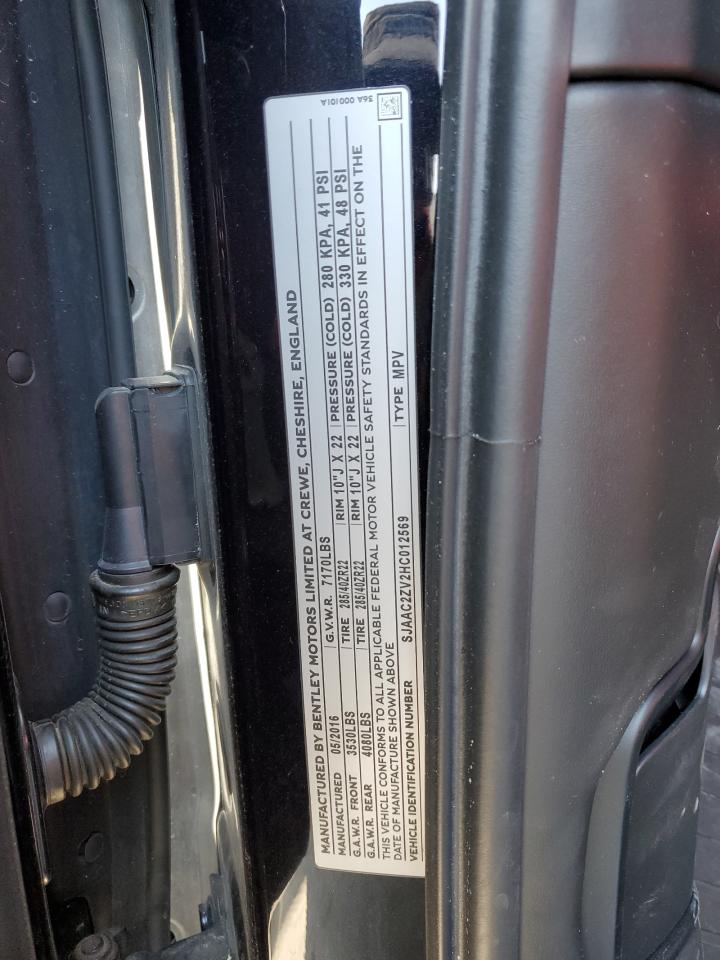 36A 000101A
MANUFACTURED BY BENTLEY MOTORS LIMITED AT CREWE, CHESHIRE, ENGLAND
MANUFACTURED 05/2016 G.V.W.R. 7170LBS
G.A.W.R. FRONT 3530LBS TIRE 285/40ZR22 RIM 10"J X 22 PRESSURE (COLD) 280 KPA, 41 PSI
G.A.W.R. REAR 4080LBS TIRE 285/40ZR22 RIM 10"J X 22 PRESSURE (COLD) 330 KPA, 48 PSI
THIS VEHICLE CONFORMS TO ALL APPLICABLE FEDERAL MOTOR VEHICLE SAFETY STANDARDS IN EFFECT ON THE
DATE OF MANUFACTURE SHOWN ABOVE
VEHICLE IDENTIFICATION NUMBER SJAAC2ZV2HC012569 TYPE MPV